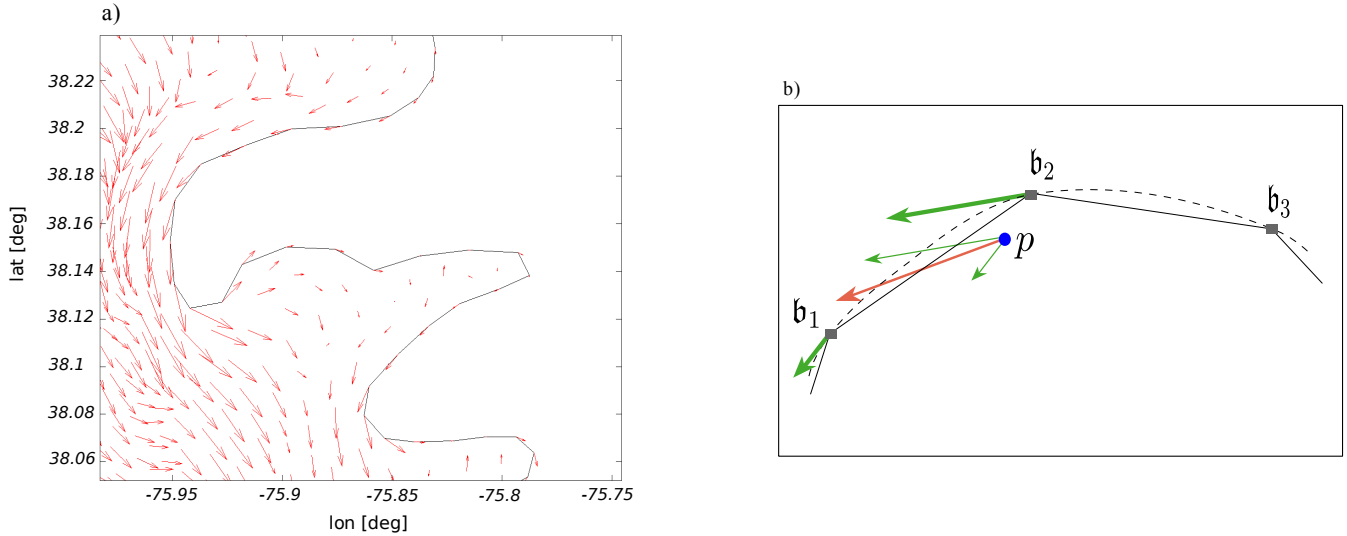 a)
38.22
38.2
38.18
38.16
38.14
38.12
38.1
38.08
38.06
lat [deg]
-75.95
-75.9
-75.85
-75.8
-75.75
lon [deg]
b)
𝔟₂
𝔟₃
p
𝔟₁